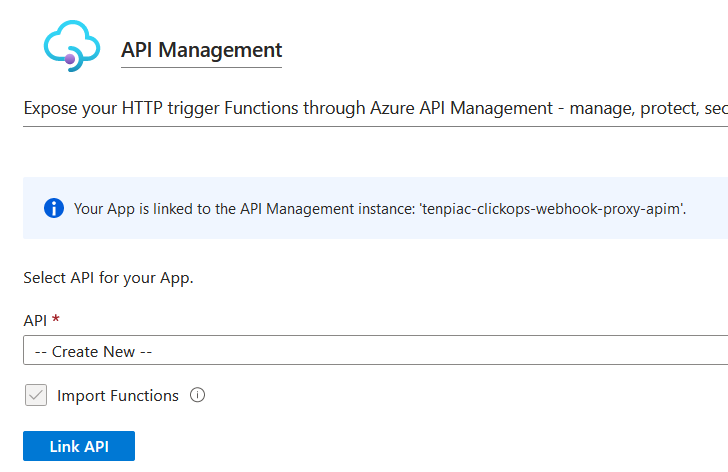 API Management
Expose your HTTP trigger Functions through Azure API Management - manage, protect, sec
Your App is linked to the API Management instance: 'tenpiac-clickops-webhook-proxy-apim'.
Select API for your App.
API *
-- Create New --
Import Functions
Link API